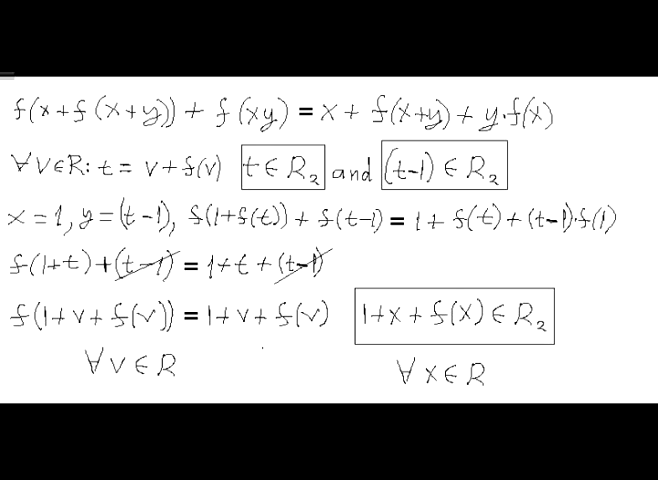 f(x+f(x+y)) + f(xy) = x + f(x+y) + y·f(x)
∀v∈R: t = v+f(v) t ∈ R₂ and (t-1) ∈ R₂
x = 1, y = (t-1), f(1+f(t)) + f(t-1) = 1 + f(t) + (t-1)·f(1)
f(1+t) + (t-1) = 1+t + (t-1)
f(1+v+f(v)) = 1+v+f(v) 1+x+f(x) ∈ R₂
∀v∈R ∀x∈R